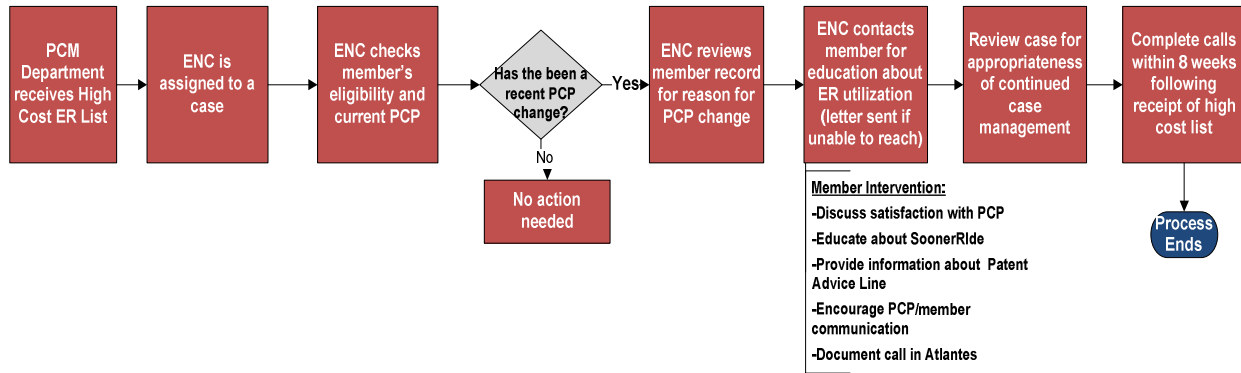 PCM
Department
receives High
Cost ER List
ENC is
assigned to a
case
ENC checks
member's
eligibility and
current PCP
Has the been a
recent PCP
change?
Yes
No
No action
needed
ENC reviews
member record
for reason for
PCP change
ENC contacts
member for
education about
ER utilization
(letter sent if
unable to reach)
Member Intervention:
-Discuss satisfaction with PCP
-Educate about SoonerRIde
-Provide information about Patent
Advice Line
-Encourage PCP/member
communication
-Document call in Atlantes
Review case for
appropriateness
of continued
case
management
Complete calls
within 8 weeks
following
receipt of high
cost list
Process
Ends